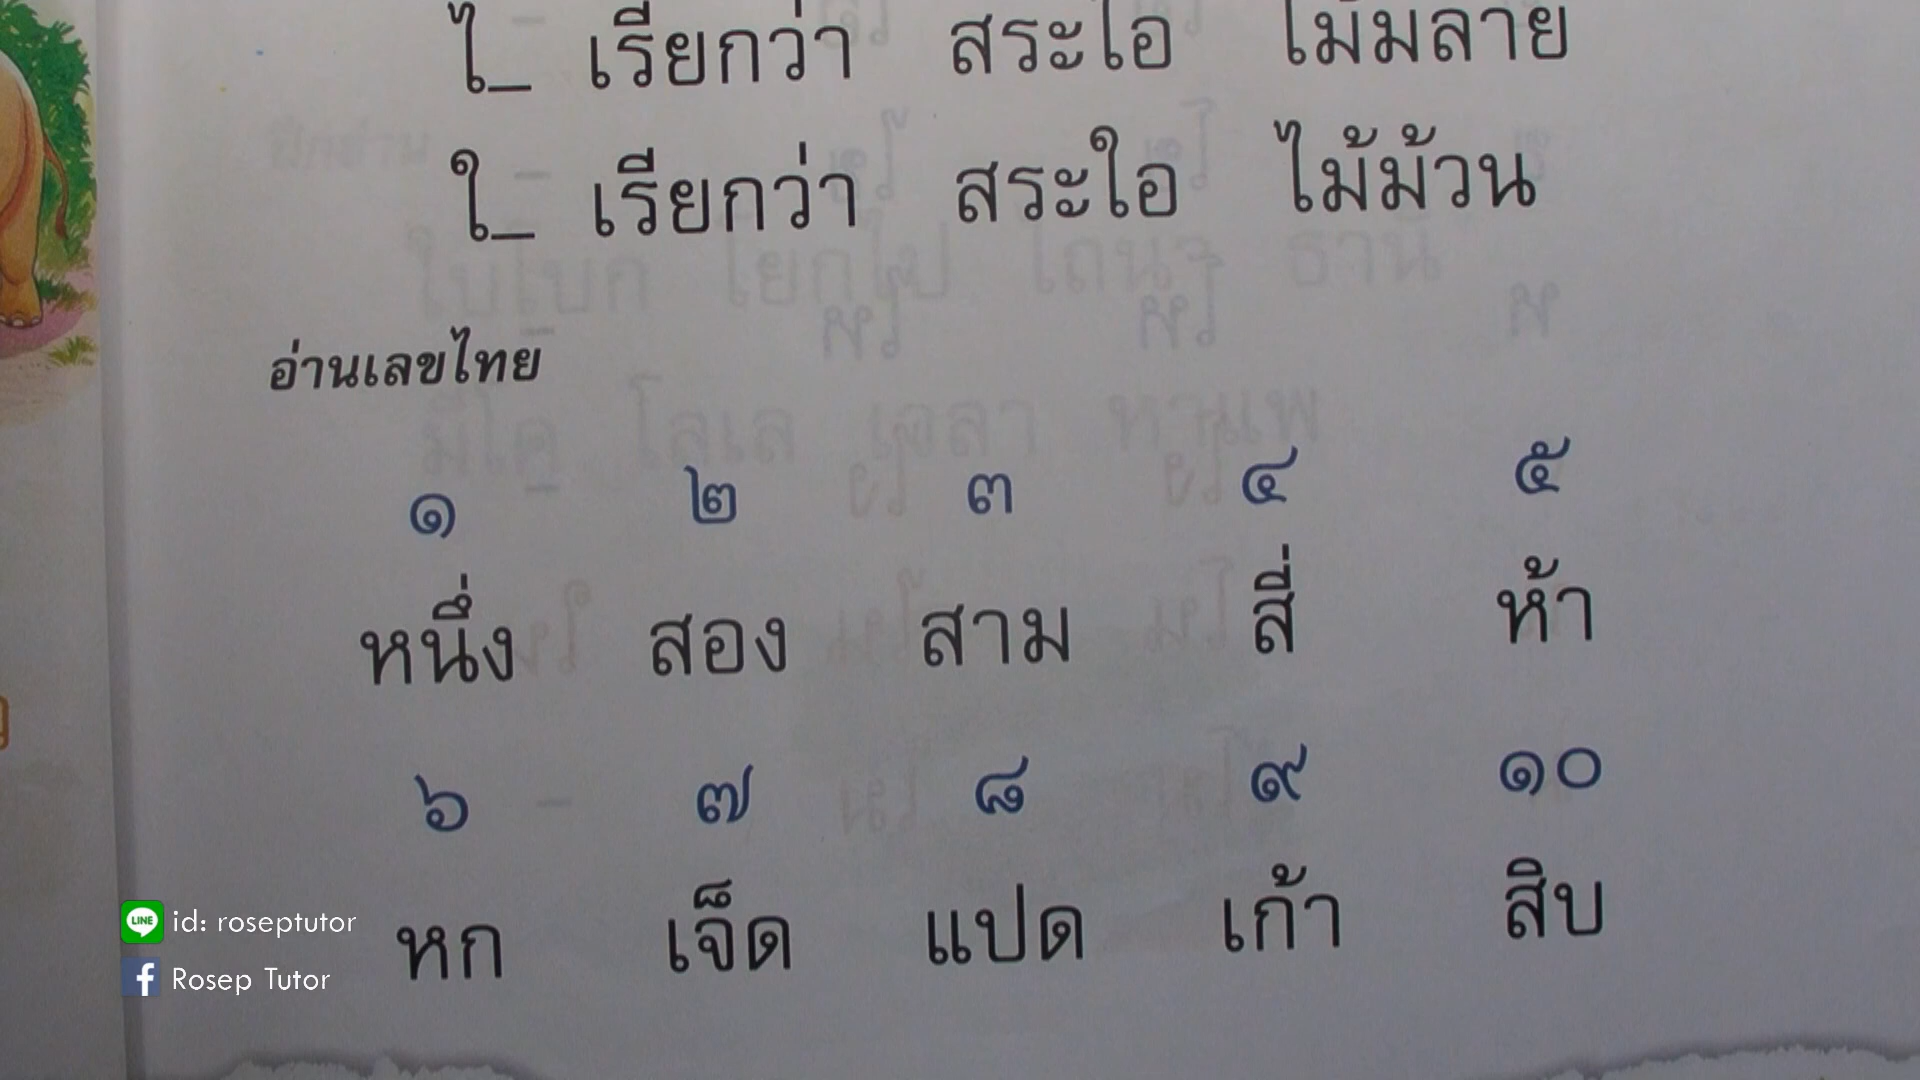 ไ_ เรียกว่า สระไอ ไม้มลาย
ใ_ เรียกว่า สระใอ ไม้ม้วน
อ่านเลขไทย
๑ ๒ ๓ ๔ ๕
หนึ่ง สอง สาม สี่ ห้า
๖ ๗ ๘ ๙ ๑๐
หก เจ็ด แปด เก้า สิบ
LINE id: roseptutor
f Rosep Tutor